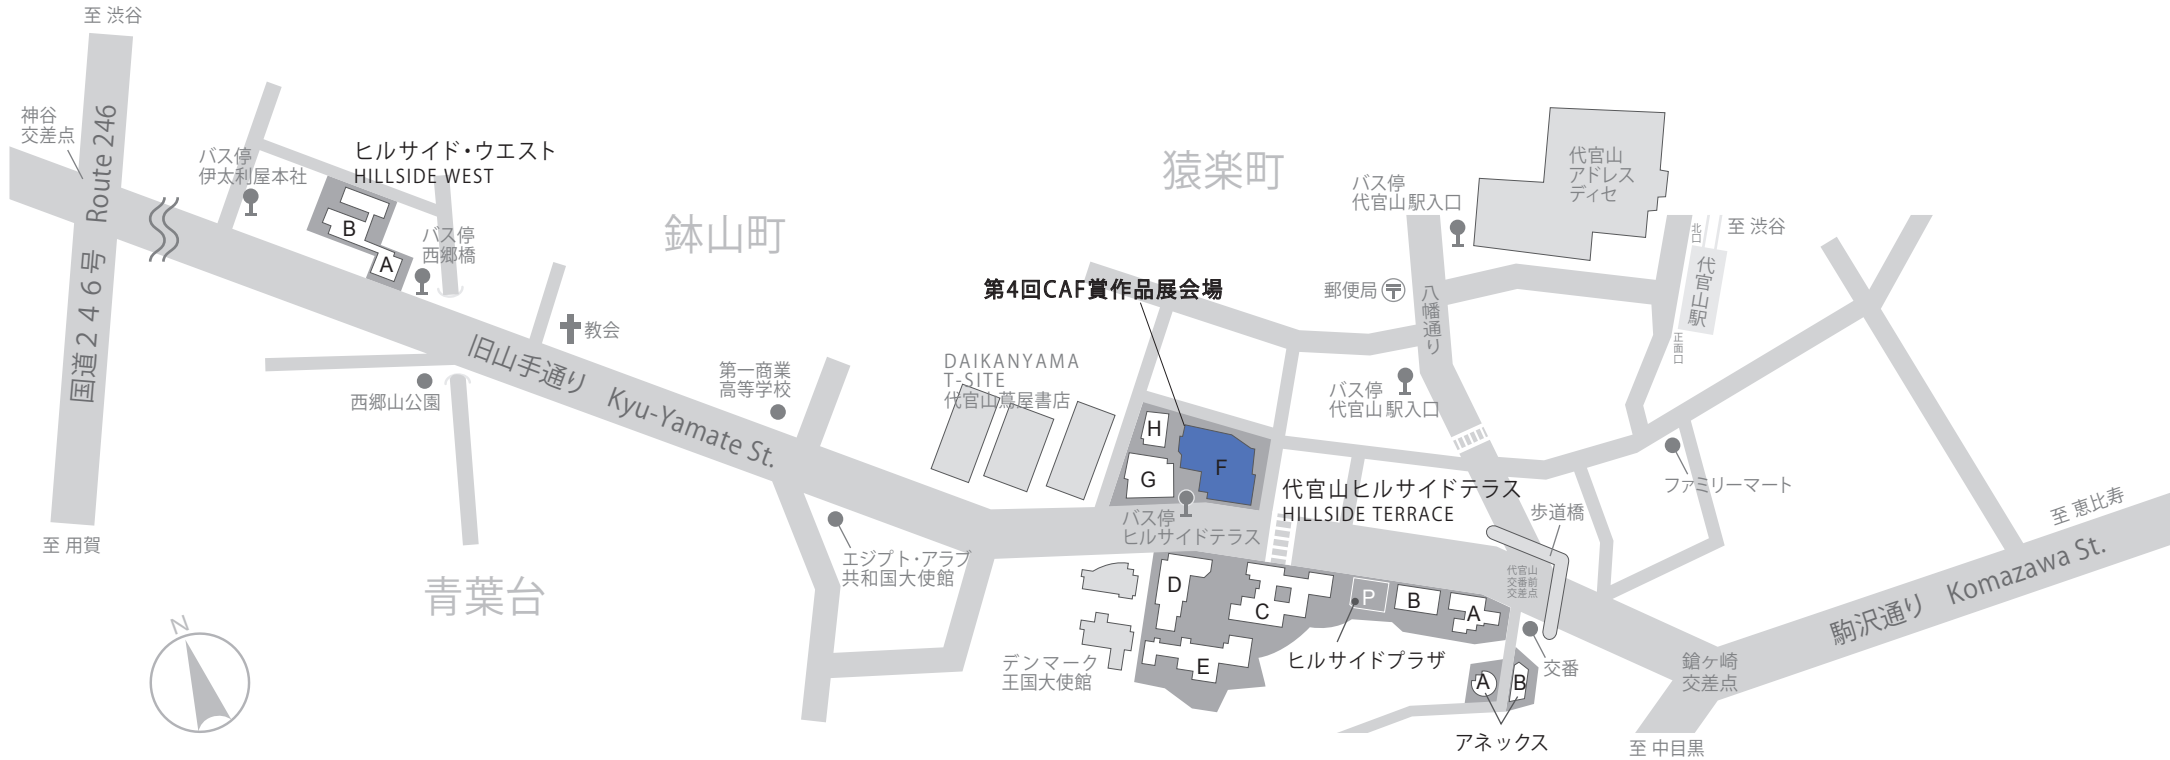 至 渋谷
神谷
交差点
国道246号 Route 246
至 用賀
バス停
伊太利屋本社
ヒルサイド・ウエスト
HILLSIDE WEST
B
A
バス停
西郷橋
鉢山町
猿楽町
青葉台
教会
西郷山公園
旧山手通り Kyu-Yamate St.
第一商業
高等学校
エジプト・アラブ
共和国大使館
DAIKANYAMA
T-SITE
代官山蔦屋書店
第4回CAF賞作品展会場
H
G
F
バス停
ヒルサイドテラス
代官山ヒルサイドテラス
HILLSIDE TERRACE
D
C
E
P
B
A
ヒルサイドプラザ
デンマーク
王国大使館
A
B
アネックス
交番
歩道橋
代官山
交番前
交差点
バス停
代官山駅入口
郵便局
〒
八幡通り
バス停
代官山駅入口
代官山
アドレス
ディセ
北口
至 渋谷
代官山駅
正面口
ファミリーマート
至 恵比寿
駒沢通り Komazawa St.
鎗ヶ崎
交差点
至 中目黒
N